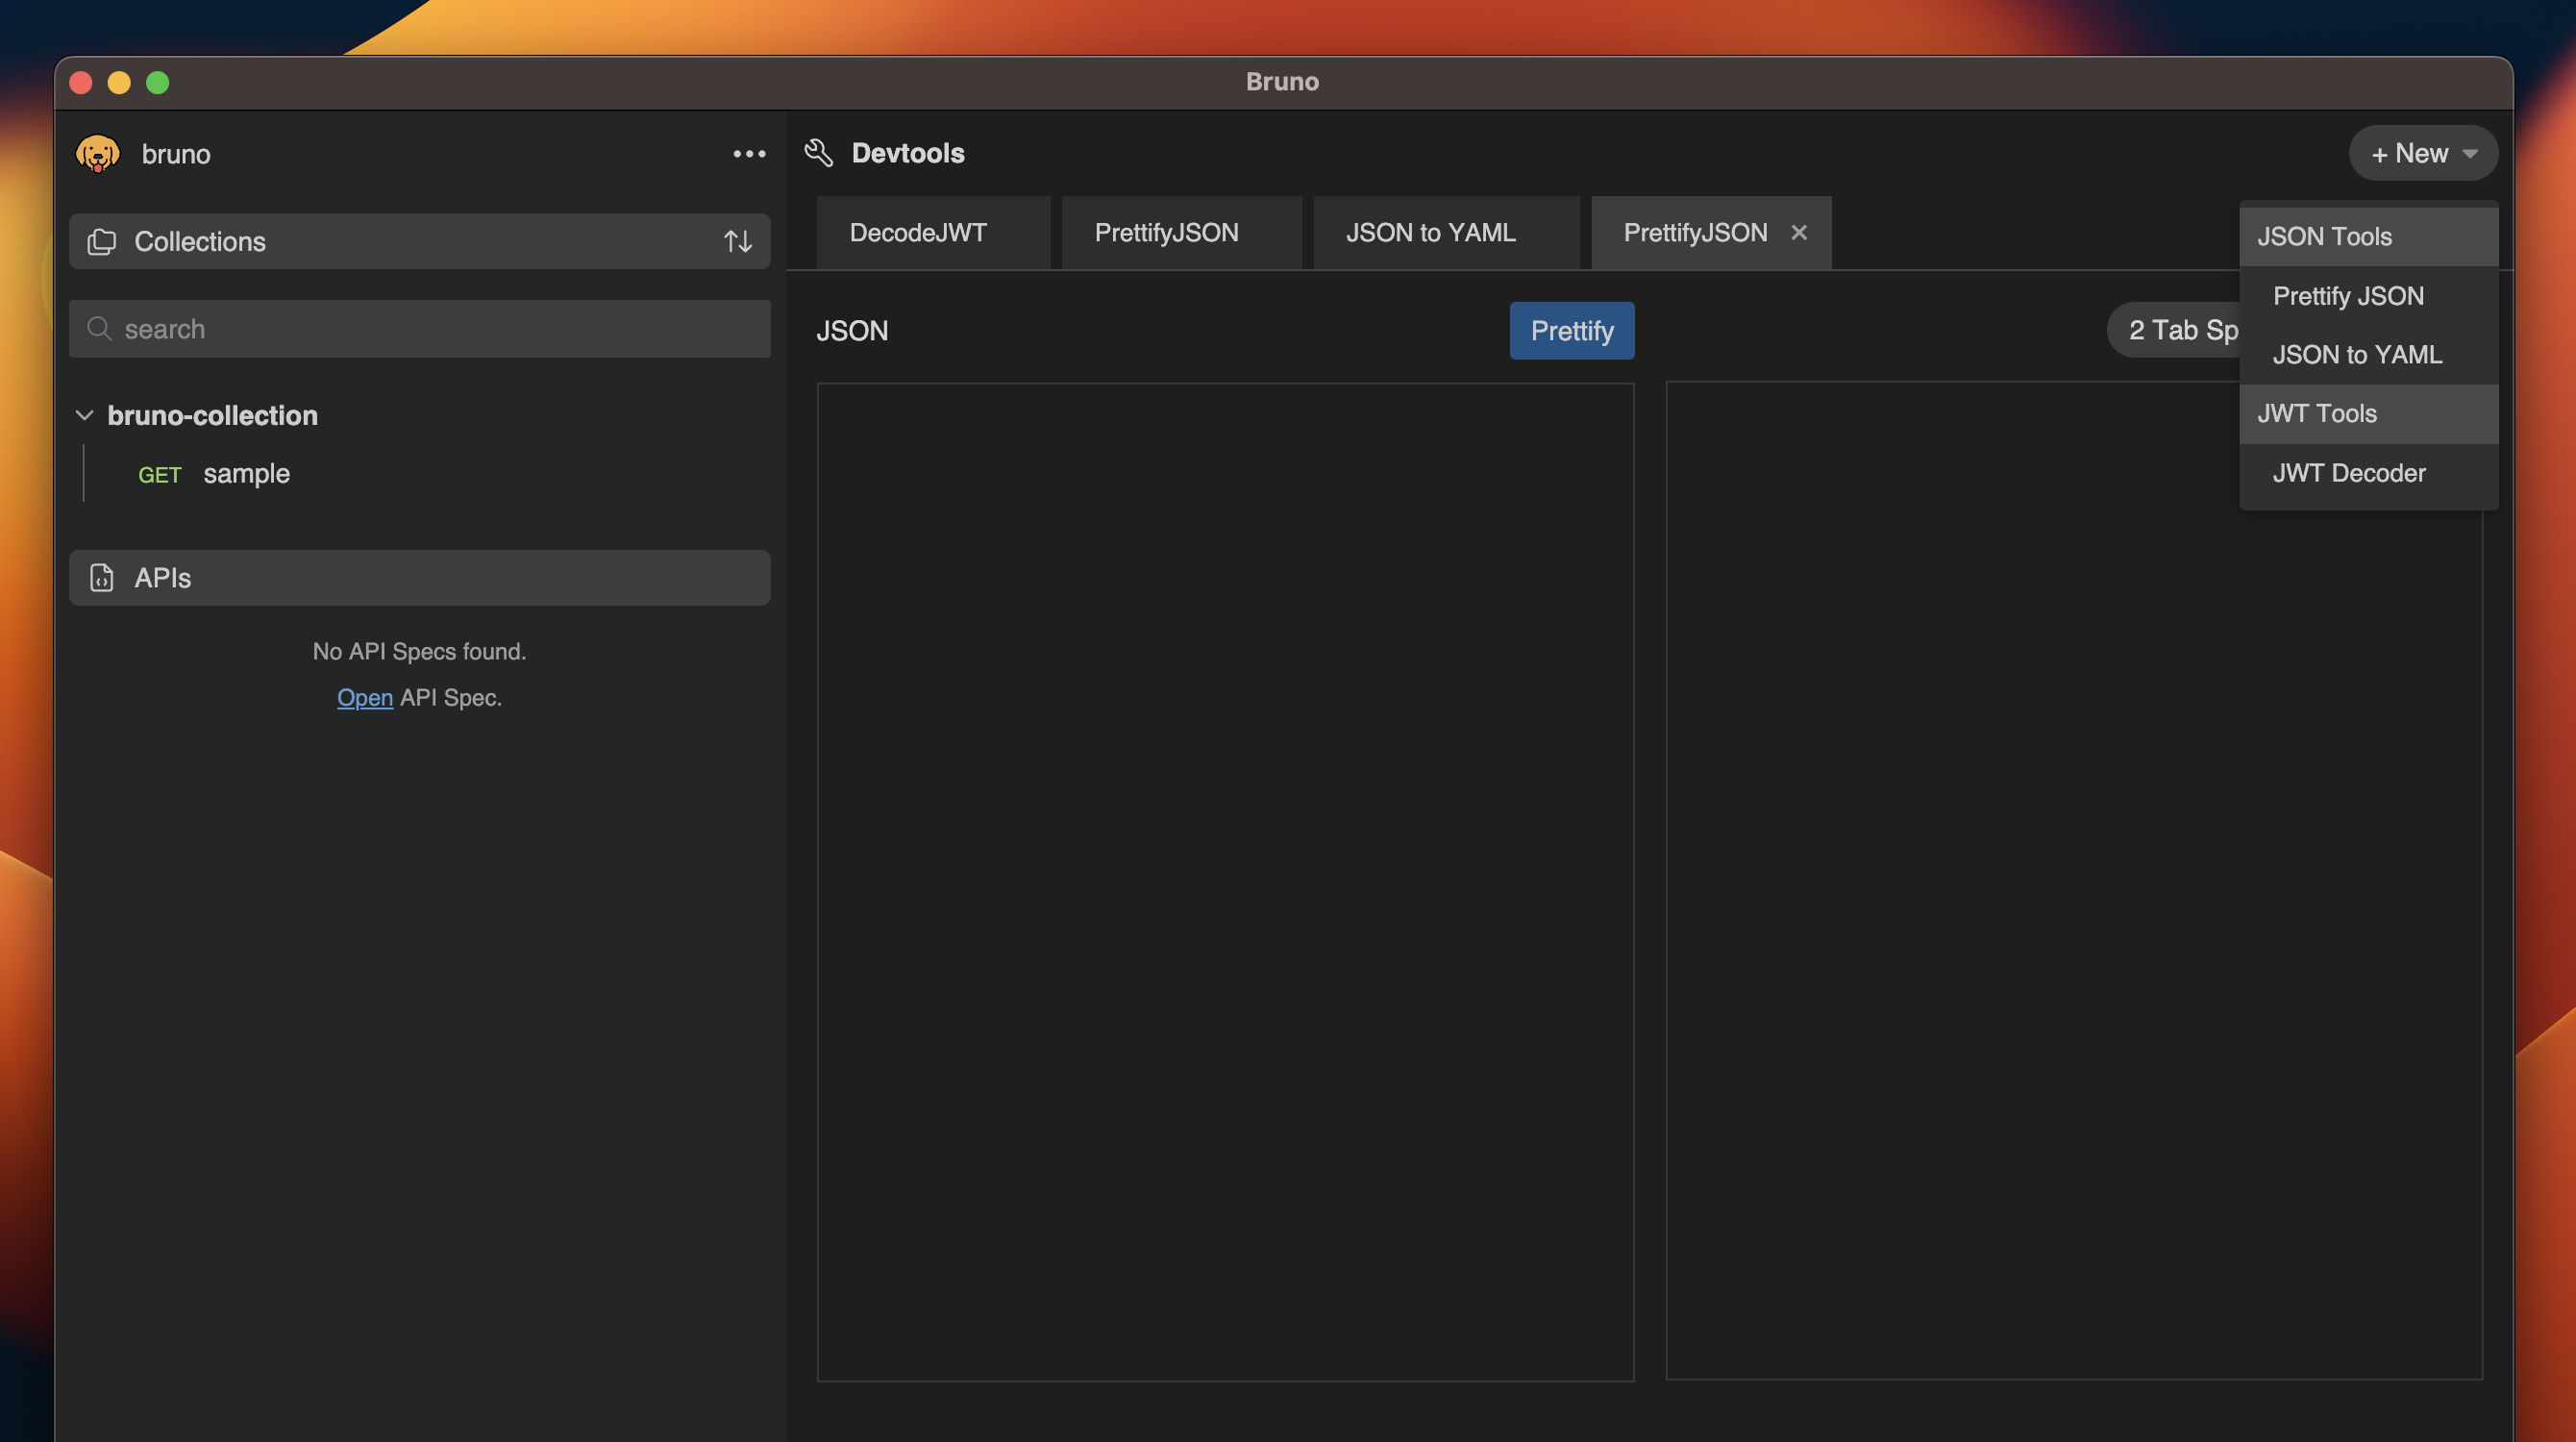 Bruno
bruno
Devtools
+ New
Collections
DecodeJWT
PrettifyJSON
JSON to YAML
PrettifyJSON
JSON Tools
Prettify JSON
JSON to YAML
JWT Tools
JWT Decoder
search
JSON
Prettify
2 Tab Sp
bruno-collection
GET sample
APIs
No API Specs found.
Open API Spec.